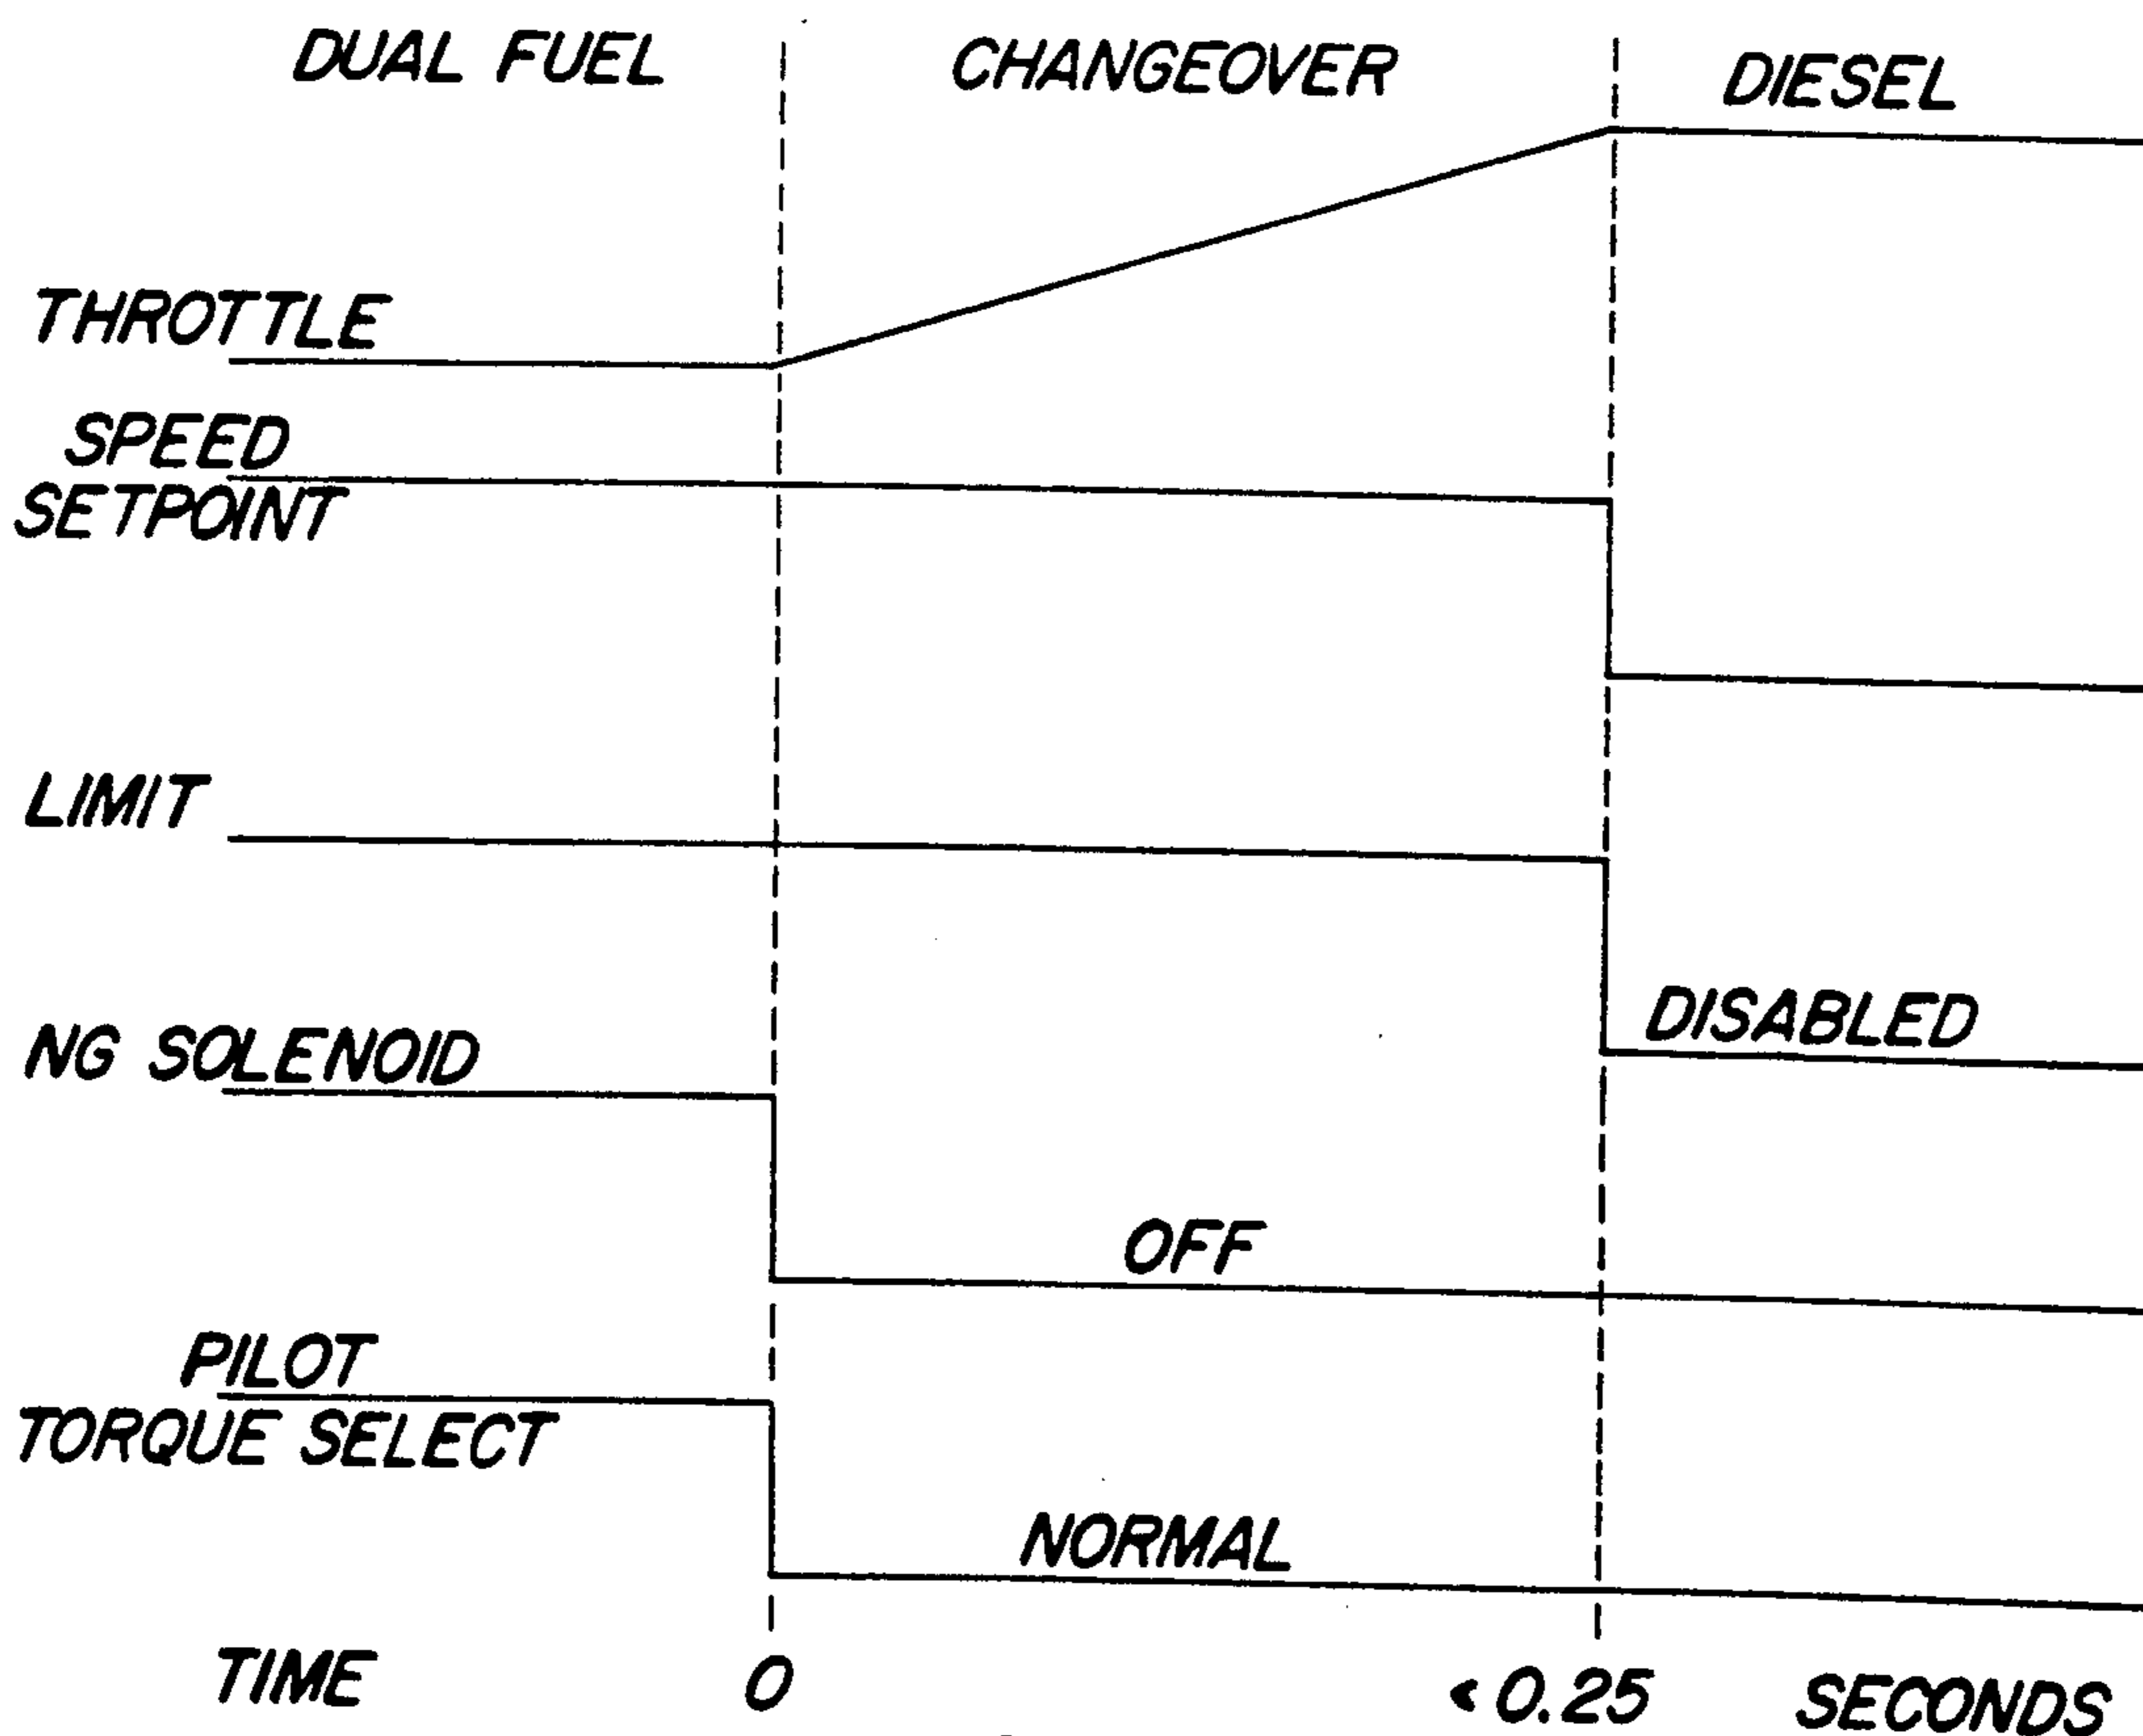 DUAL FUEL
CHANGEOVER
DIESEL
THROTTLE
SPEED
SETPOINT
LIMIT
DISABLED
NG SOLENOID
OFF
PILOT
TORQUE SELECT
NORMAL
TIME
0
< 0.25
SECONDS